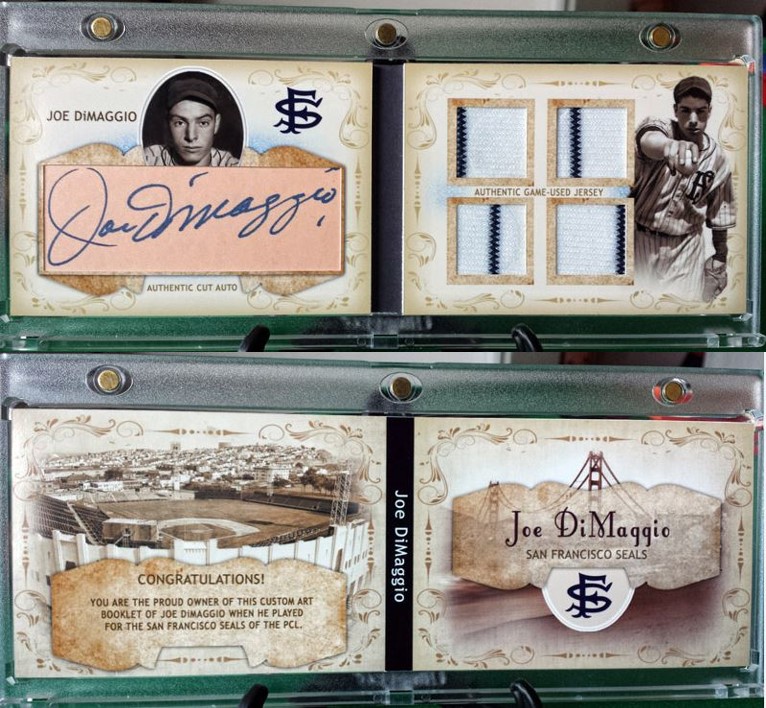 JOE DiMAGGIO
SF
Joe DiMaggio
AUTHENTIC CUT AUTO
AUTHENTIC GAME-USED JERSEY
CONGRATULATIONS!
YOU ARE THE PROUD OWNER OF THIS CUSTOM ART
BOOKLET OF JOE DIMAGGIO WHEN HE PLAYED
FOR THE SAN FRANCISCO SEALS OF THE PCL.
Joe DiMaggio
Joe DiMaggio
SAN FRANCISCO SEALS
SF